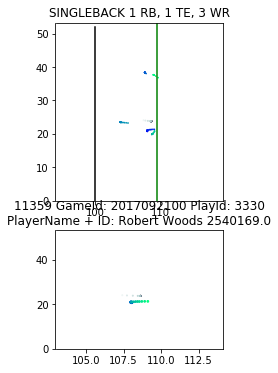 SINGLEBACK 1 RB, 1 TE, 3 WR
50
40
30
20
10
0
100 110
11359 GameId: 2017092100 PlayId: 3330
PlayerName + ID: Robert Woods 2540169.0
40
20
0
105.0 107.5 110.0 112.5